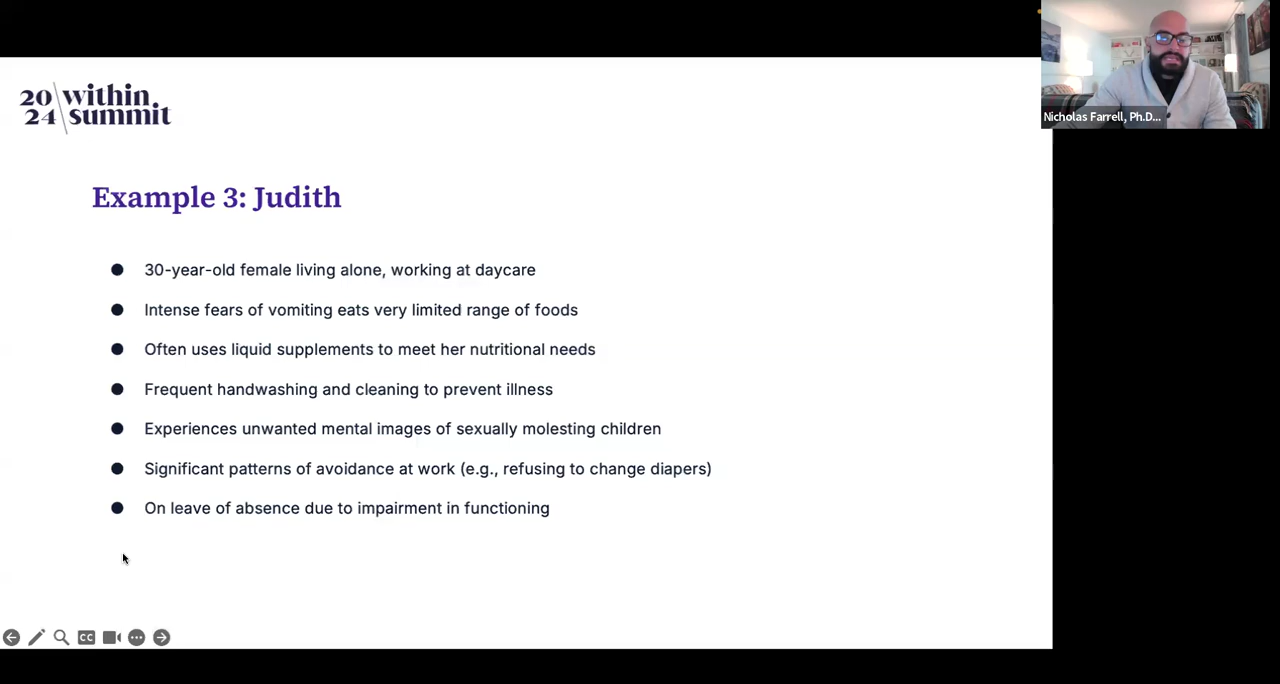 20 within
24 summit
Nicholas Farrell, Ph.D...
Example 3: Judith
● 30-year-old female living alone, working at daycare
● Intense fears of vomiting eats very limited range of foods
● Often uses liquid supplements to meet her nutritional needs
● Frequent handwashing and cleaning to prevent illness
● Experiences unwanted mental images of sexually molesting children
● Significant patterns of avoidance at work (e.g., refusing to change diapers)
● On leave of absence due to impairment in functioning
CC